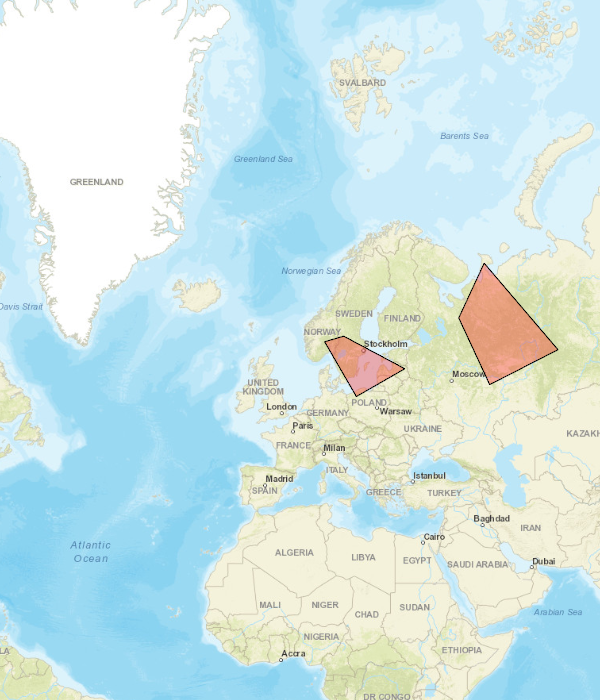 SVALBARD
Barents Sea
Greenland Sea
GREENLAND
Norwegian Sea
Davis Strait
SWEDEN
FINLAND
NORWAY
Stockholm
Moscow
UNITED
KINGDOM
London
POLAND
Warsaw
GERMANY
Paris
UKRAINE
FRANCE
Milan
KAZAKH
ITALY
Madrid
SPAIN
Istanbul
GREECE
TURKEY
Baghdad
IRAN
Cairo
Atlantic
Ocean
ALGERIA
LIBYA
EGYPT
SAUDI ARABIA
Dubai
MALI
NIGER
CHAD
SUDAN
Arabian Sea
NIGERIA
Accra
ETHIOPIA
LA
DR CONGO